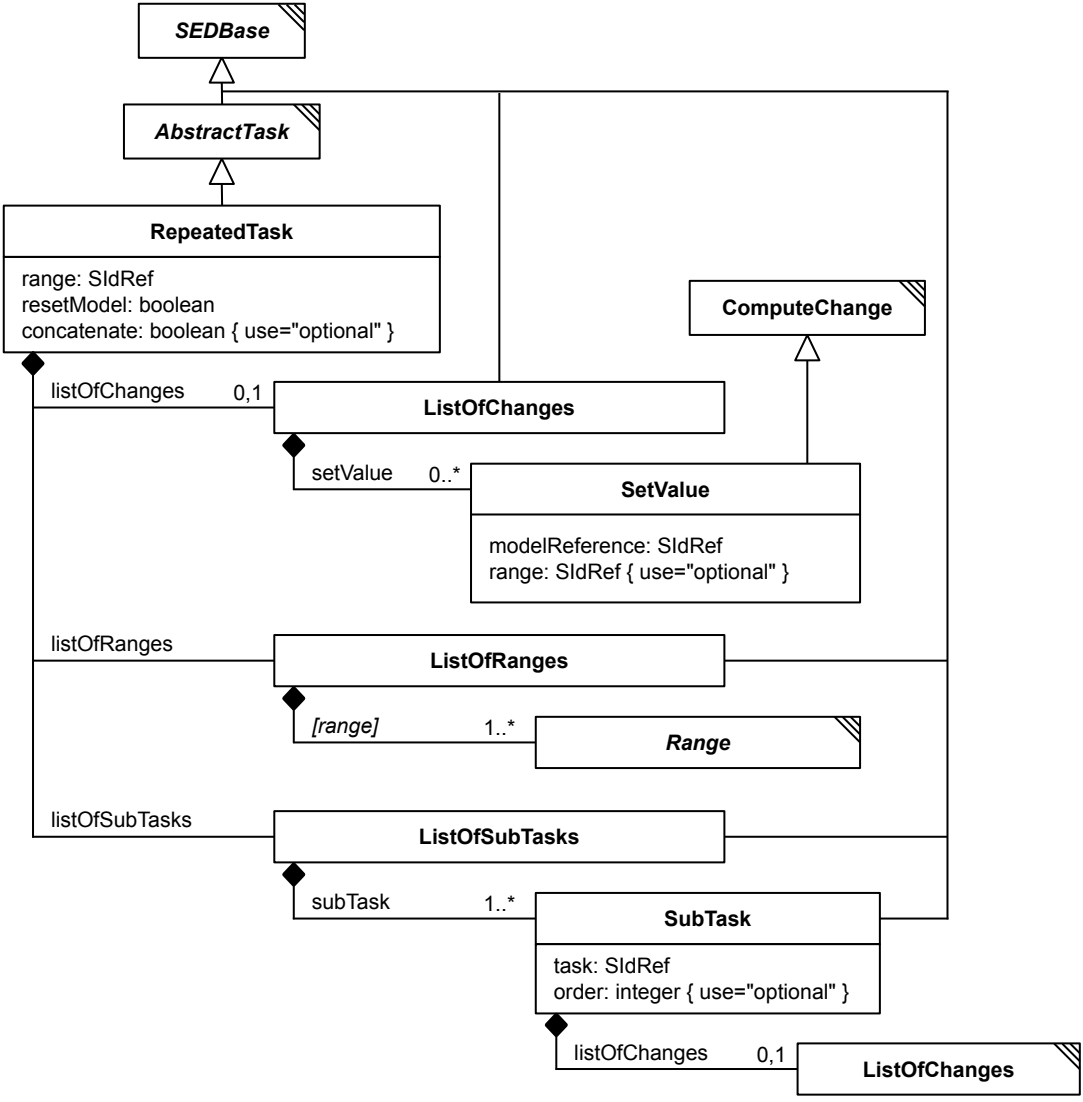 SEDBase
AbstractTask
RepeatedTask
range: SIdRef
resetModel: boolean
concatenate: boolean { use="optional" }
ComputeChange
listOfChanges 0,1
ListOfChanges
setValue 0..*
SetValue
modelReference: SIdRef
range: SIdRef { use="optional" }
listOfRanges
ListOfRanges
[range] 1..*
Range
listOfSubTasks
ListOfSubTasks
subTask 1..*
SubTask
task: SIdRef
order: integer { use="optional" }
listOfChanges 0,1
ListOfChanges